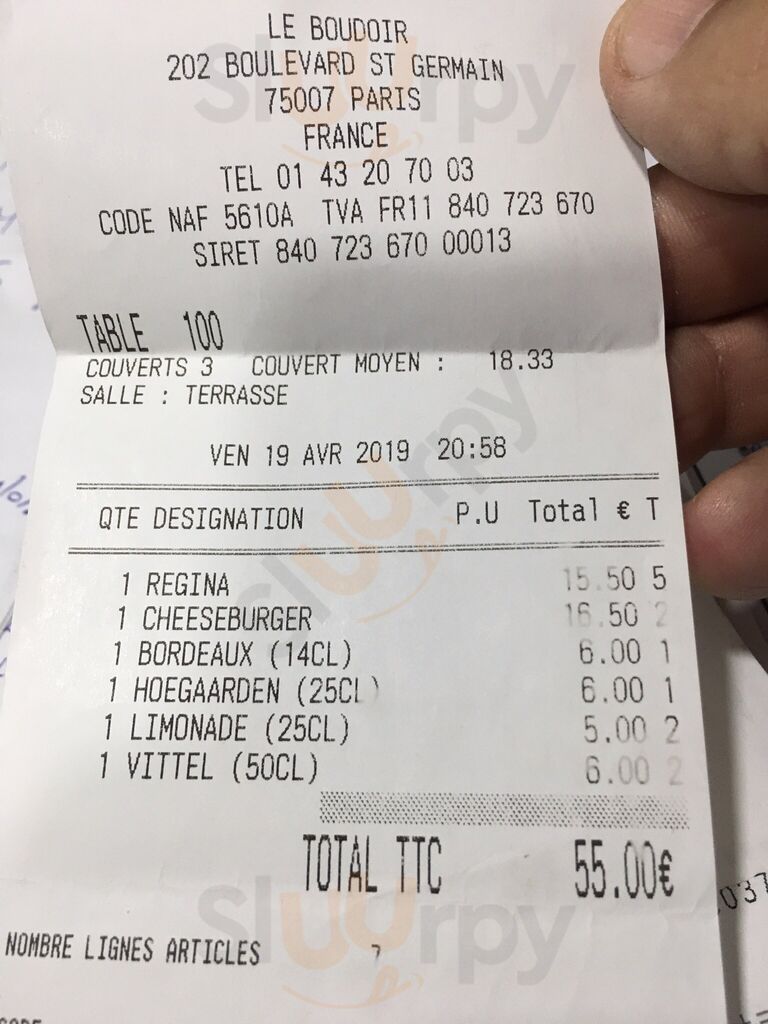 LE BOUDOIR
202 BOULEVARD ST GERMAIN
75007 PARIS
FRANCE
TEL 01 43 20 70 03
CODE NAF 5610A TVA FR11 840 723 670
SIRET 840 723 670 00013
TABLE 100
COUVERTS 3 COUVERT MOYEN : 18.33
SALLE : TERRASSE
VEN 19 AVR 2019 20:58
QTE DESIGNATION P.U Total € T
1 REGINA 15.50 5
1 CHEESEBURGER 16.50 2
1 BORDEAUX (14CL) 6.00 1
1 HOEGAARDEN (25CL) 6.00 1
1 LIMONADE (25CL) 5.00 2
1 VITTEL (50CL) 6.00 2
TOTAL TTC 55.00€
NOMBRE LIGNES ARTICLES 7
Sluurpy
Sluurpy
Sluurpy